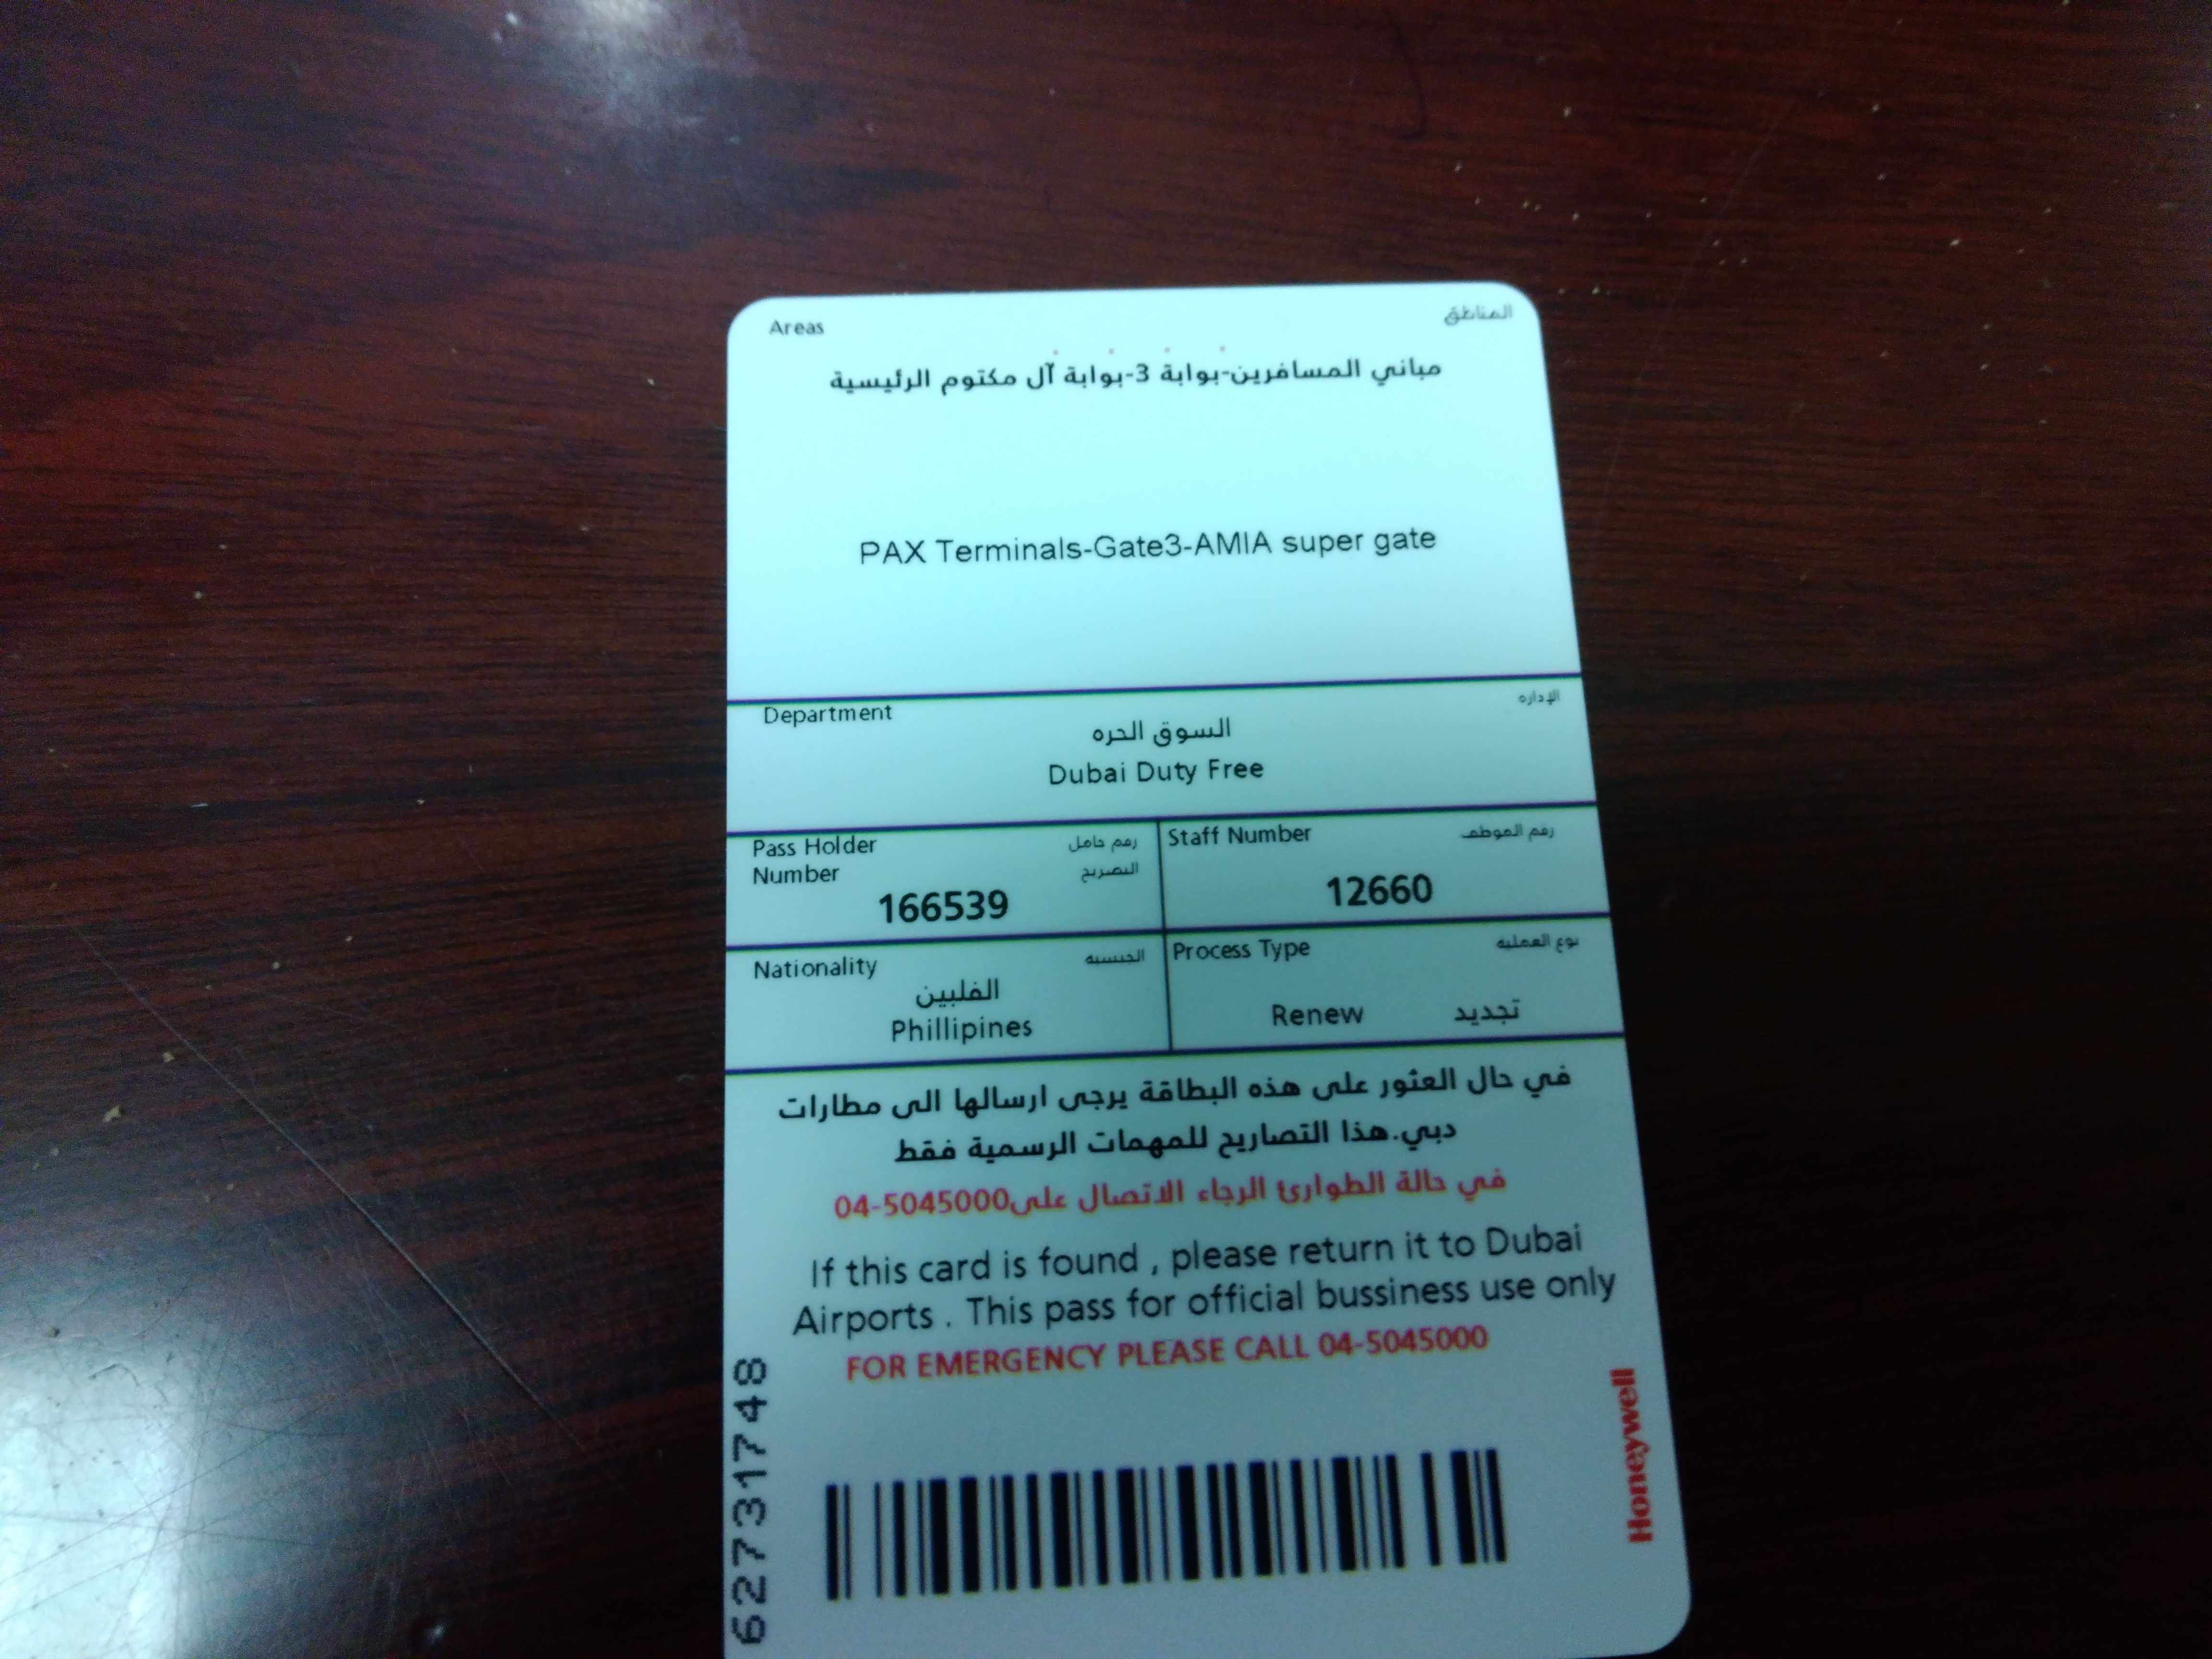 Areas
المناطق
مباني المسافرين-بوابة 3-بوابة آل مكتوم الرئيسية
PAX Terminals-Gate3-AMIA super gate
Department
الإداره
السوق الحره
Dubai Duty Free
Pass Holder
رقم حامل
Number
التصريح
166539
Staff Number
رقم الموظف
12660
Nationality
الجنسيه
الفلبين
Phillipines
Process Type
نوع العمليه
Renew تجديد
في حال العثور على هذه البطاقة يرجى ارسالها الى مطارات
دبي.هذا التصاريح للمهمات الرسمية فقط
في حالة الطوارئ الرجاء الاتصال على04-5045000
If this card is found , please return it to Dubai
Airports . This pass for official bussiness use only
FOR EMERGENCY PLEASE CALL 04-5045000
62731748
Honeywell